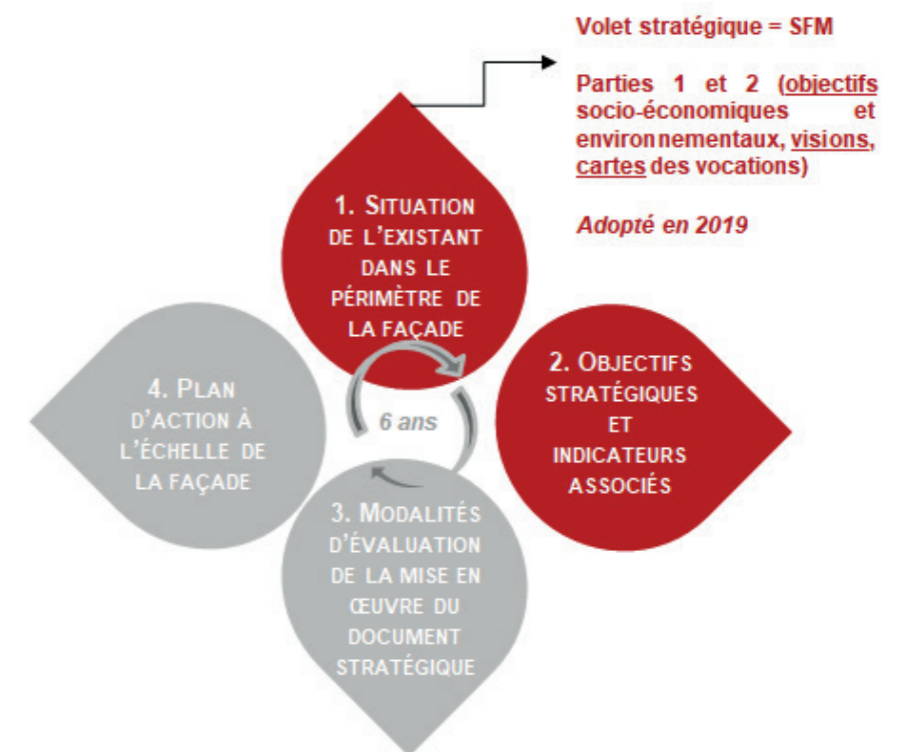 Volet stratégique = SFM
Parties 1 et 2 (objectifs
socio-économiques et
environnementaux, visions,
cartes des vocations)
Adopté en 2019
1. SITUATION
DE L'EXISTANT
DANS LE
PÉRIMÈTRE DE
LA FAÇADE
2. OBJECTIFS
STRATÉGIQUES
ET
INDICATEURS
ASSOCIÉS
3. MODALITÉS
D'ÉVALUATION
DE LA MISE EN
ŒUVRE DU
DOCUMENT
STRATÉGIQUE
4. PLAN
D'ACTION À
L'ÉCHELLE DE
LA FAÇADE
6 ans